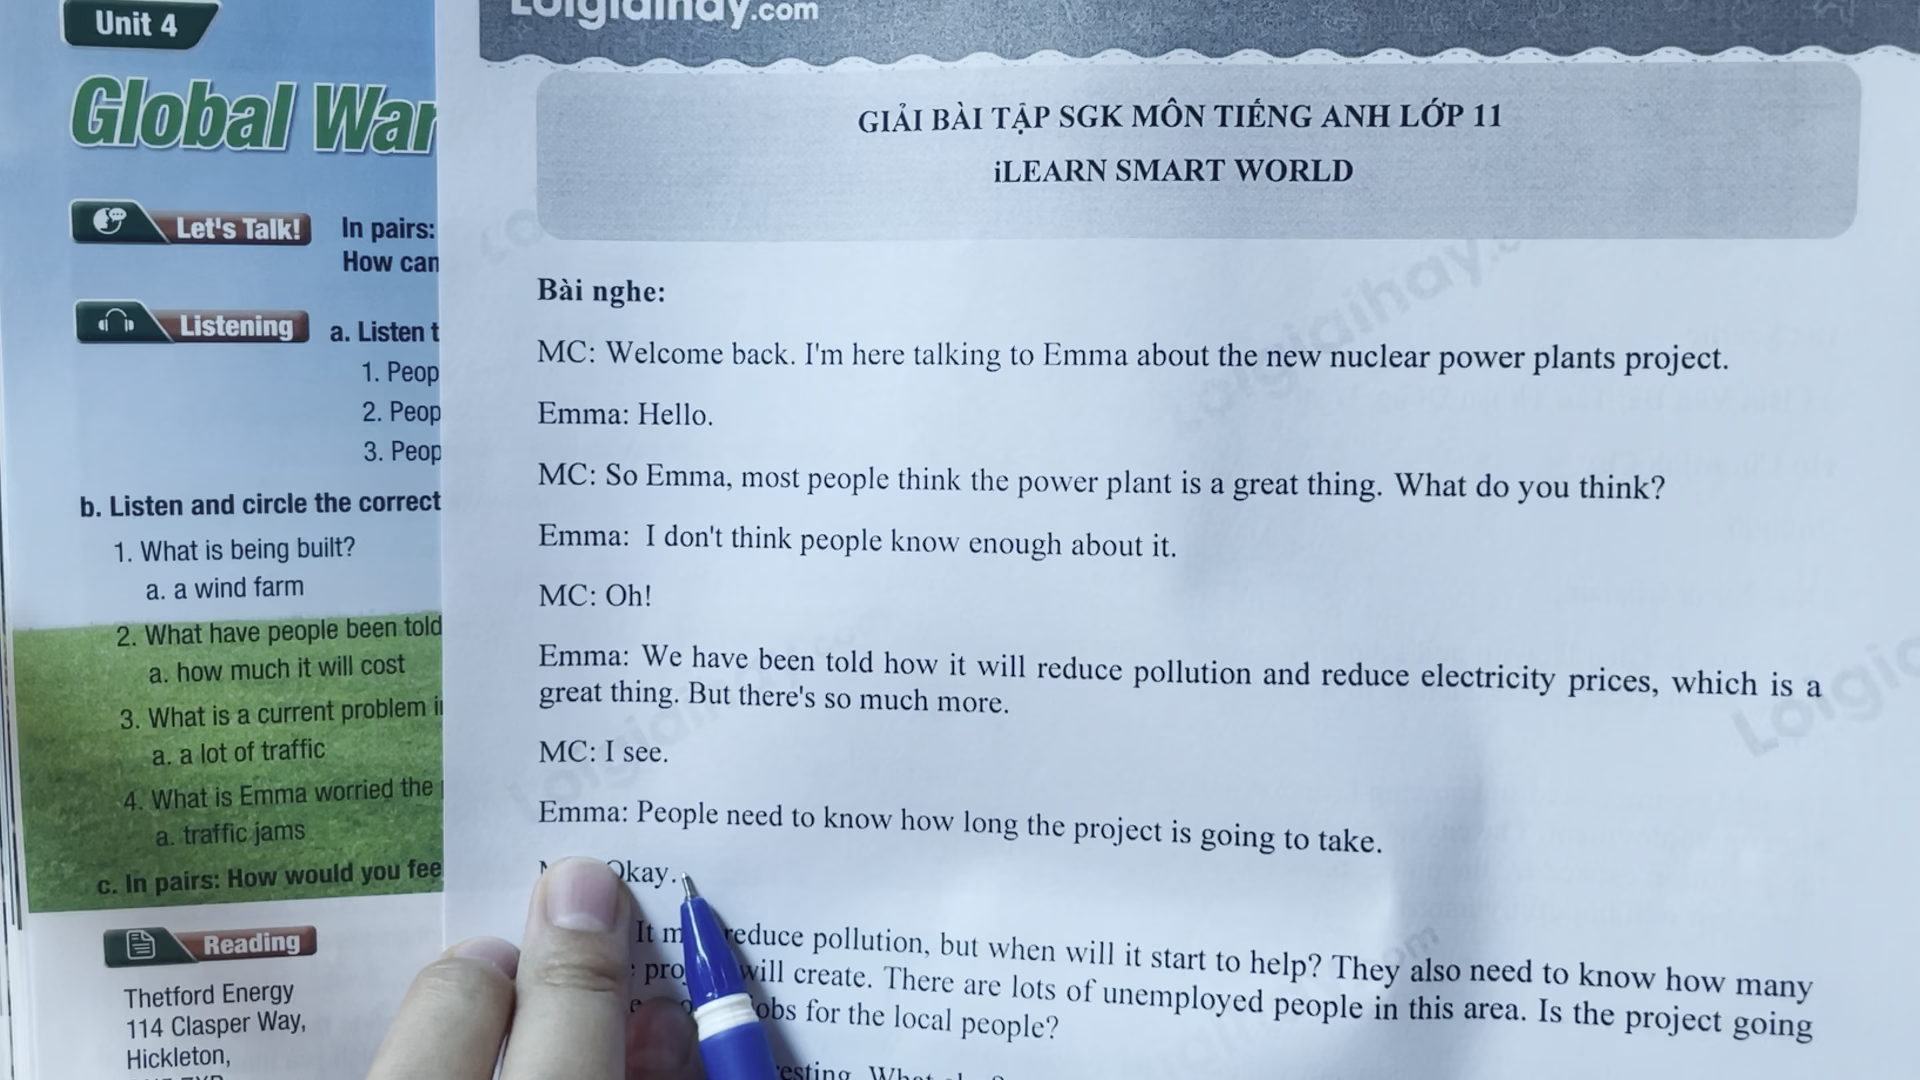 Unit 4
Global War
Let's Talk!
In pairs:
How can
Listening
a. Listen t
1. Peop
2. Peop
3. Peop
b. Listen and circle the correct
1. What is being built?
a. a wind farm
2. What have people been told
a. how much it will cost
3. What is a current problem i
a. a lot of traffic
4. What is Emma worried the
a. traffic jams
c. In pairs: How would you fee
Reading
Thetford Energy
114 Clasper Way,
Hickleton,
Loigiaihay.com
GIẢI BÀI TẬP SGK MÔN TIẾNG ANH LỚP 11
iLEARN SMART WORLD
Bài nghe:
MC: Welcome back. I'm here talking to Emma about the new nuclear power plants project.
Emma: Hello.
MC: So Emma, most people think the power plant is a great thing. What do you think?
Emma: I don't think people know enough about it.
MC: Oh!
Emma: We have been told how it will reduce pollution and reduce electricity prices, which is a
great thing. But there's so much more.
MC: I see.
Emma: People need to know how long the project is going to take.
Okay.
It reduce pollution, but when will it start to help? They also need to know how many
will create. There are lots of unemployed people in this area. Is the project going
jobs for the local people?